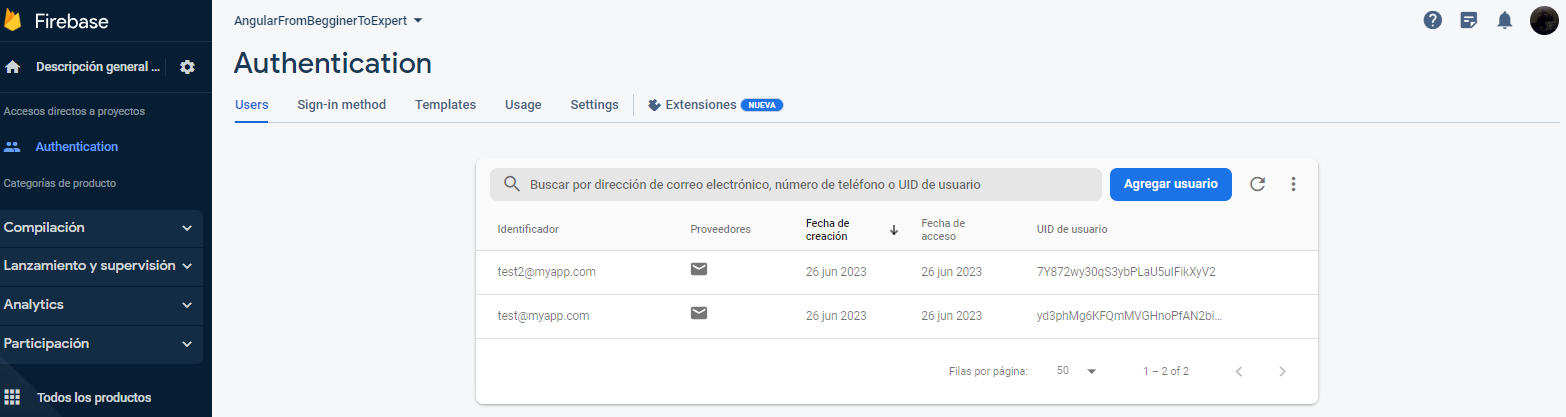 Firebase
AngularFromBegginerToExpert
Descripción general ...
Authentication
Accesos directos a proyectos
Users Sign-in method Templates Usage Settings Extensiones NUEVA
Authentication
Categorías de producto
Compilación
Lanzamiento y supervisión
Analytics
Participación
Todos los productos
Buscar por dirección de correo electrónico, número de teléfono o UID de usuario
Agregar usuario
Identificador Proveedores Fecha de creación Fecha de acceso UID de usuario
test2@myapp.com 26 jun 2023 26 jun 2023 7Y872wy30qS3ybPLaU5uIFikXyV2
test@myapp.com 26 jun 2023 26 jun 2023 yd3phMg6KFQmMVGHnoPfAN2bi...
Filas por página: 50 1 – 2 of 2